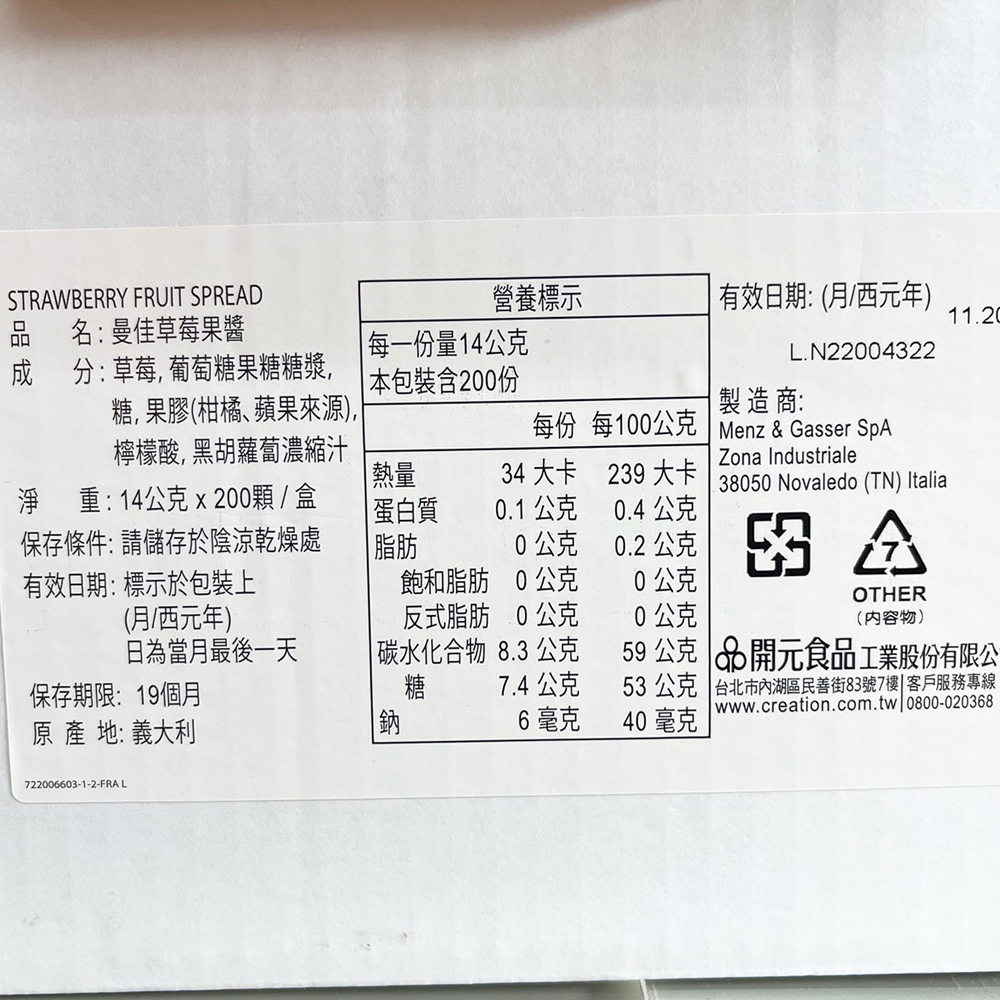 STRAWBERRY FRUIT SPREAD
品 名: 曼佳草莓果醬
成 分: 草莓, 葡萄糖果糖糖漿,
糖, 果膠(柑橘、蘋果來源),
檸檬酸, 黑胡蘿蔔濃縮汁
淨 重: 14公克 x 200顆 / 盒
保存條件: 請儲存於陰涼乾燥處
有效日期: 標示於包裝上
(月/西元年)
日為當月最後一天
保存期限: 19個月
原 產 地: 義大利
722006603-1-2-FRA L
營養標示
每一份量14公克
本包裝含200份
每份 每100公克
熱量 34 大卡 239 大卡
蛋白質 0.1 公克 0.4 公克
脂肪 0 公克 0.2 公克
飽和脂肪 0 公克 0 公克
反式脂肪 0 公克 0 公克
碳水化合物 8.3 公克 59 公克
糖 7.4 公克 53 公克
鈉 6 毫克 40 毫克
有效日期: (月/西元年)
11.20
L.N22004322
製 造 商:
Menz & Gasser SpA
Zona Industriale
38050 Novaledo (TN) Italia
7
OTHER
(內容物)
開元食品工業股份有限公
台北市內湖區民善街83號7樓|客戶服務專線
www.creation.com.tw|0800-020368